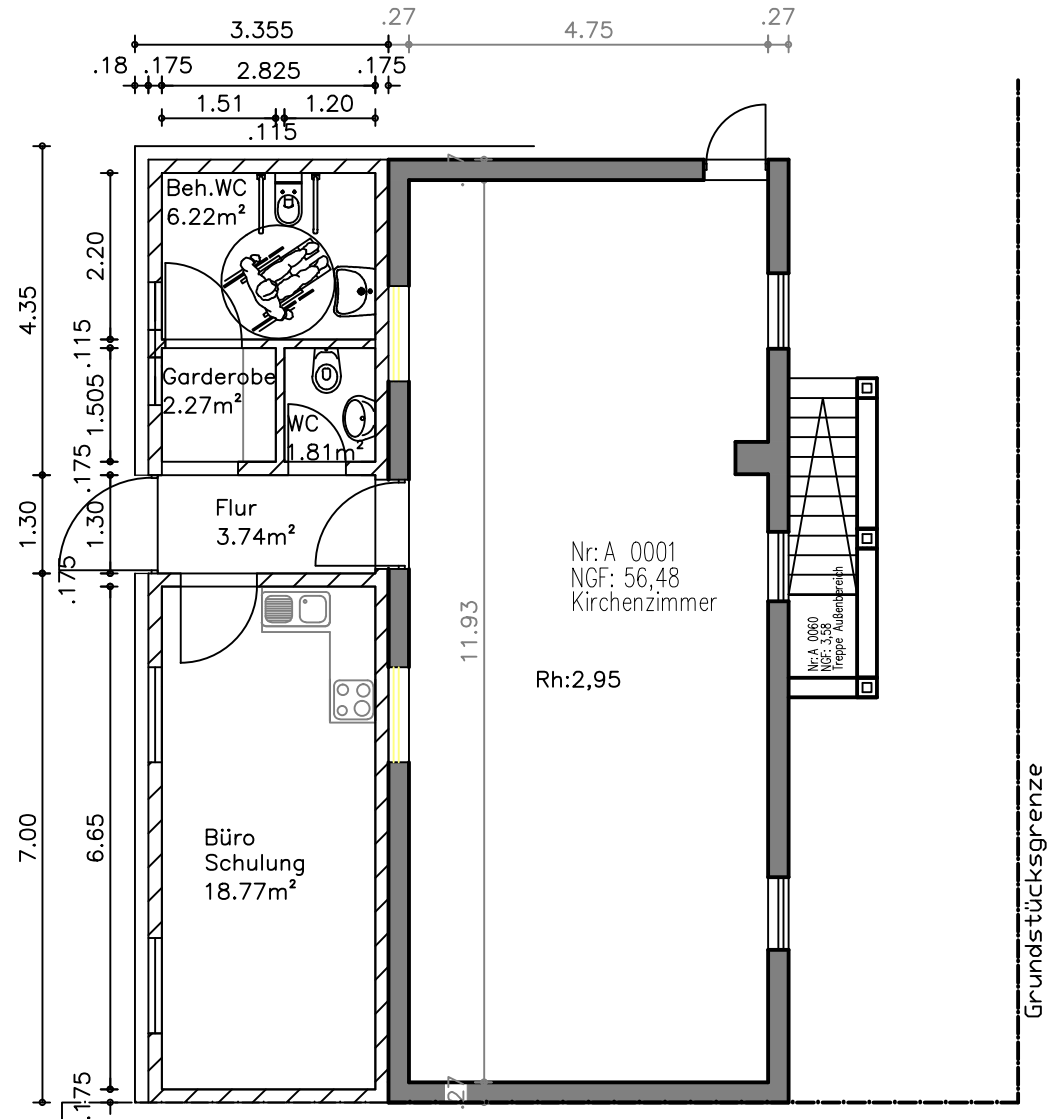 .27
.27
3.355
4.75
.18
.175
2.825
.175
1.51
1.20
.115
.27
Beh.WC
6.22m²
2.20
4.35
.115
Garderobe
2.27m²
1.505
WC
1.81m²
.175
Flur
3.74m²
1.30
1.30
.175
Nr: A 0001
NGF: 56,48
Kirchenzimmer
11.93
Nr: A 0060
NGF: 3,58
Treppe Außenbereich
Rh:2,95
Büro
Schulung
18.77m²
7.00
6.65
Grundstücksgrenze
.175
.27